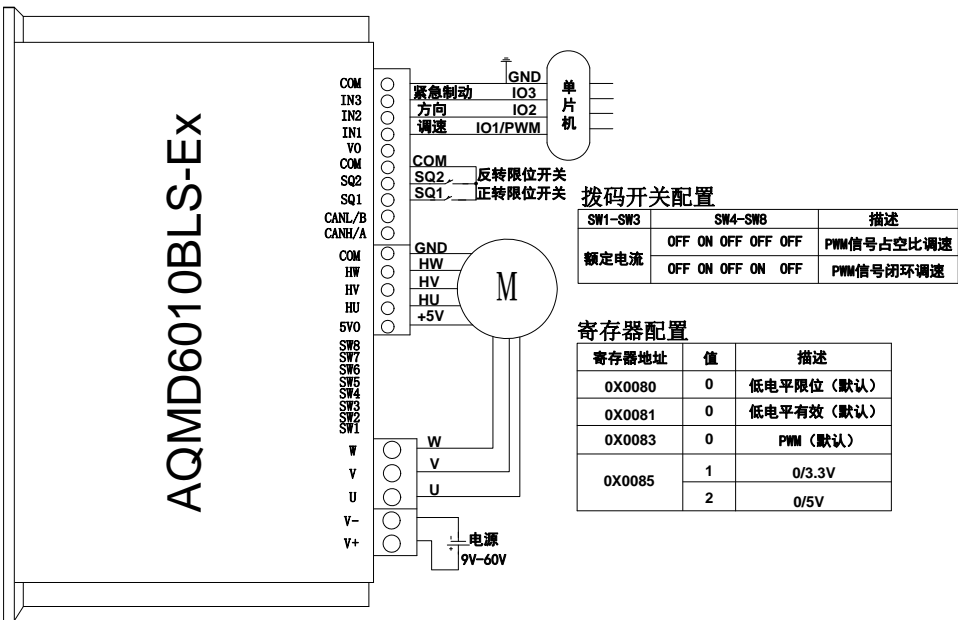 AQMD6010BLS-Ex
COM
IN3
IN2
IN1
VO
COM
SQ2
SQ1
CANL/B
CANH/A
COM
HW
HV
HU
5VO
SW8
SW7
SW6
SW5
SW4
SW3
SW2
SW1
W
V
U
V-
V+
GND
紧急制动 IO3
方向 IO2
调速 IO1/PWM
单片机
COM
SQ2 反转限位开关
SQ1 正转限位开关
GND
HW
HV
HU
+5V
M
W
V
U
电源
9V-60V
拨码开关配置
SW1-SW3 SW4-SW8 描述
额定电流
OFF ON OFF OFF OFF PWM信号占空比调速
OFF ON OFF ON OFF PWM信号闭环调速
寄存器配置
寄存器地址 值 描述
0X0080 0 低电平限位（默认）
0X0081 0 低电平有效（默认）
0X0083 0 PWM（默认）
0X0085
1 0/3.3V
2 0/5V